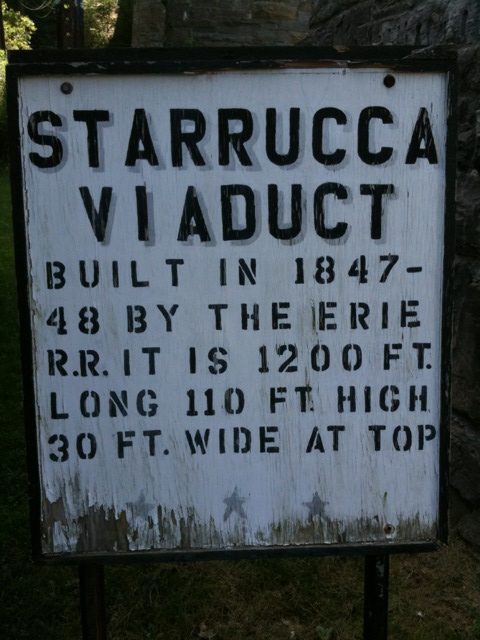 STARRUCCA
VIADUCT
BUILT IN 1847-
48 BY THE ERIE
R.R. IT IS 1200 FT.
LONG 110 FT. HIGH
30 FT. WIDE AT TOP